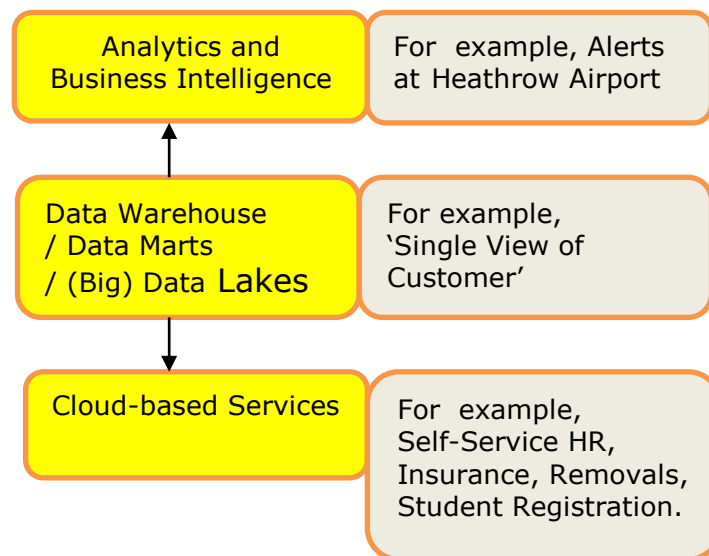 Analytics and
Business Intelligence
For example, Alerts
at Heathrow Airport
Data Warehouse
/ Data Marts
/ (Big) Data Lakes
For example,
‘Single View of
Customer’
Cloud-based Services
For example,
Self-Service HR,
Insurance, Removals,
Student Registration.